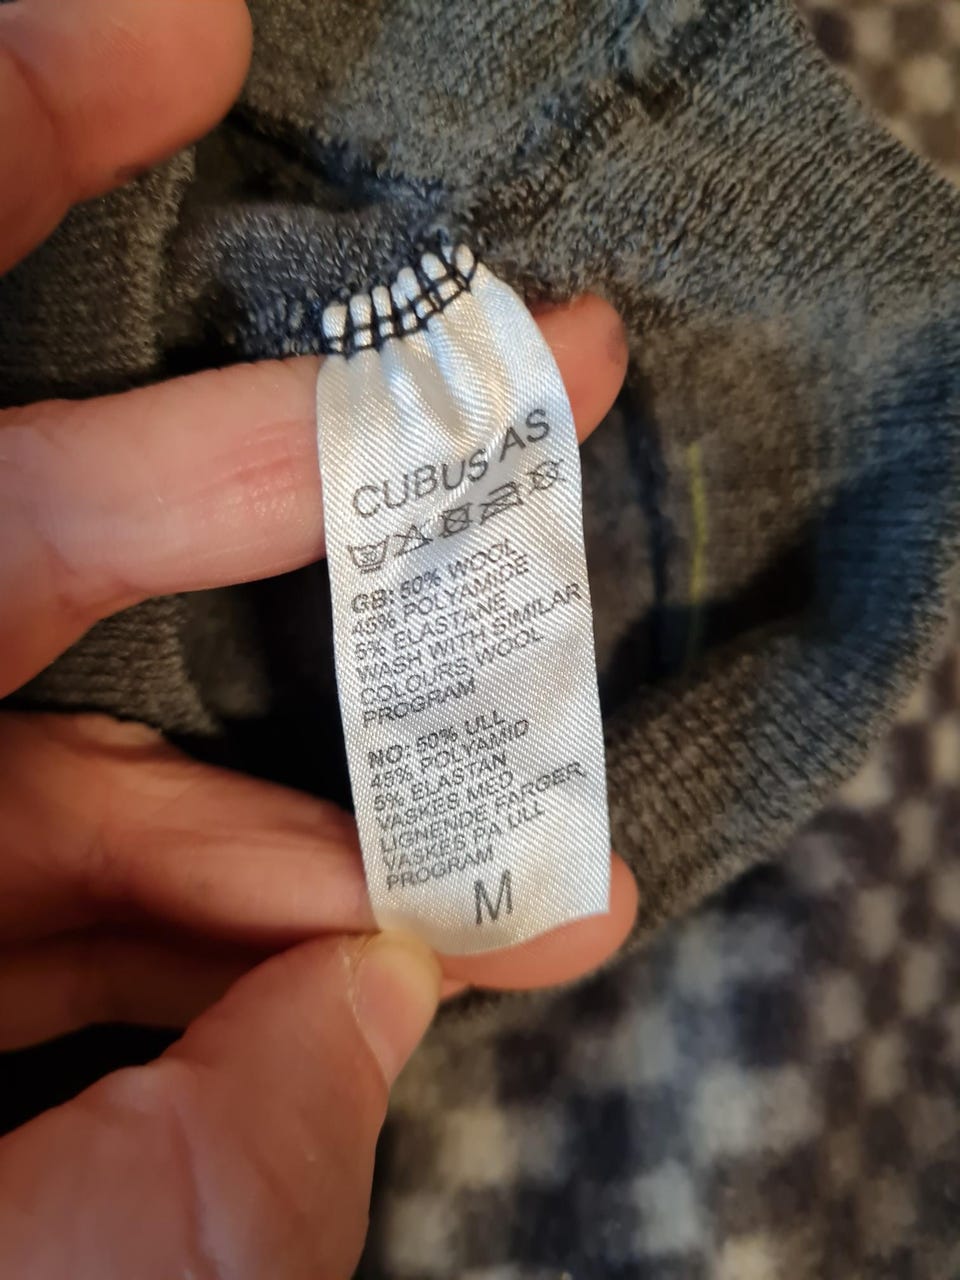 CUBUS AS
GB: 50% WOOL
45% POLYAMIDE
5% ELASTANE
WASH WITH SIMILAR
COLOURS WOOL
PROGRAM
NO: 50% ULL
45% POLYAMID
5% ELASTAN
VASKES MED
LIGNENDE FARGER
VASKES PA ULL
PROGRAM
M